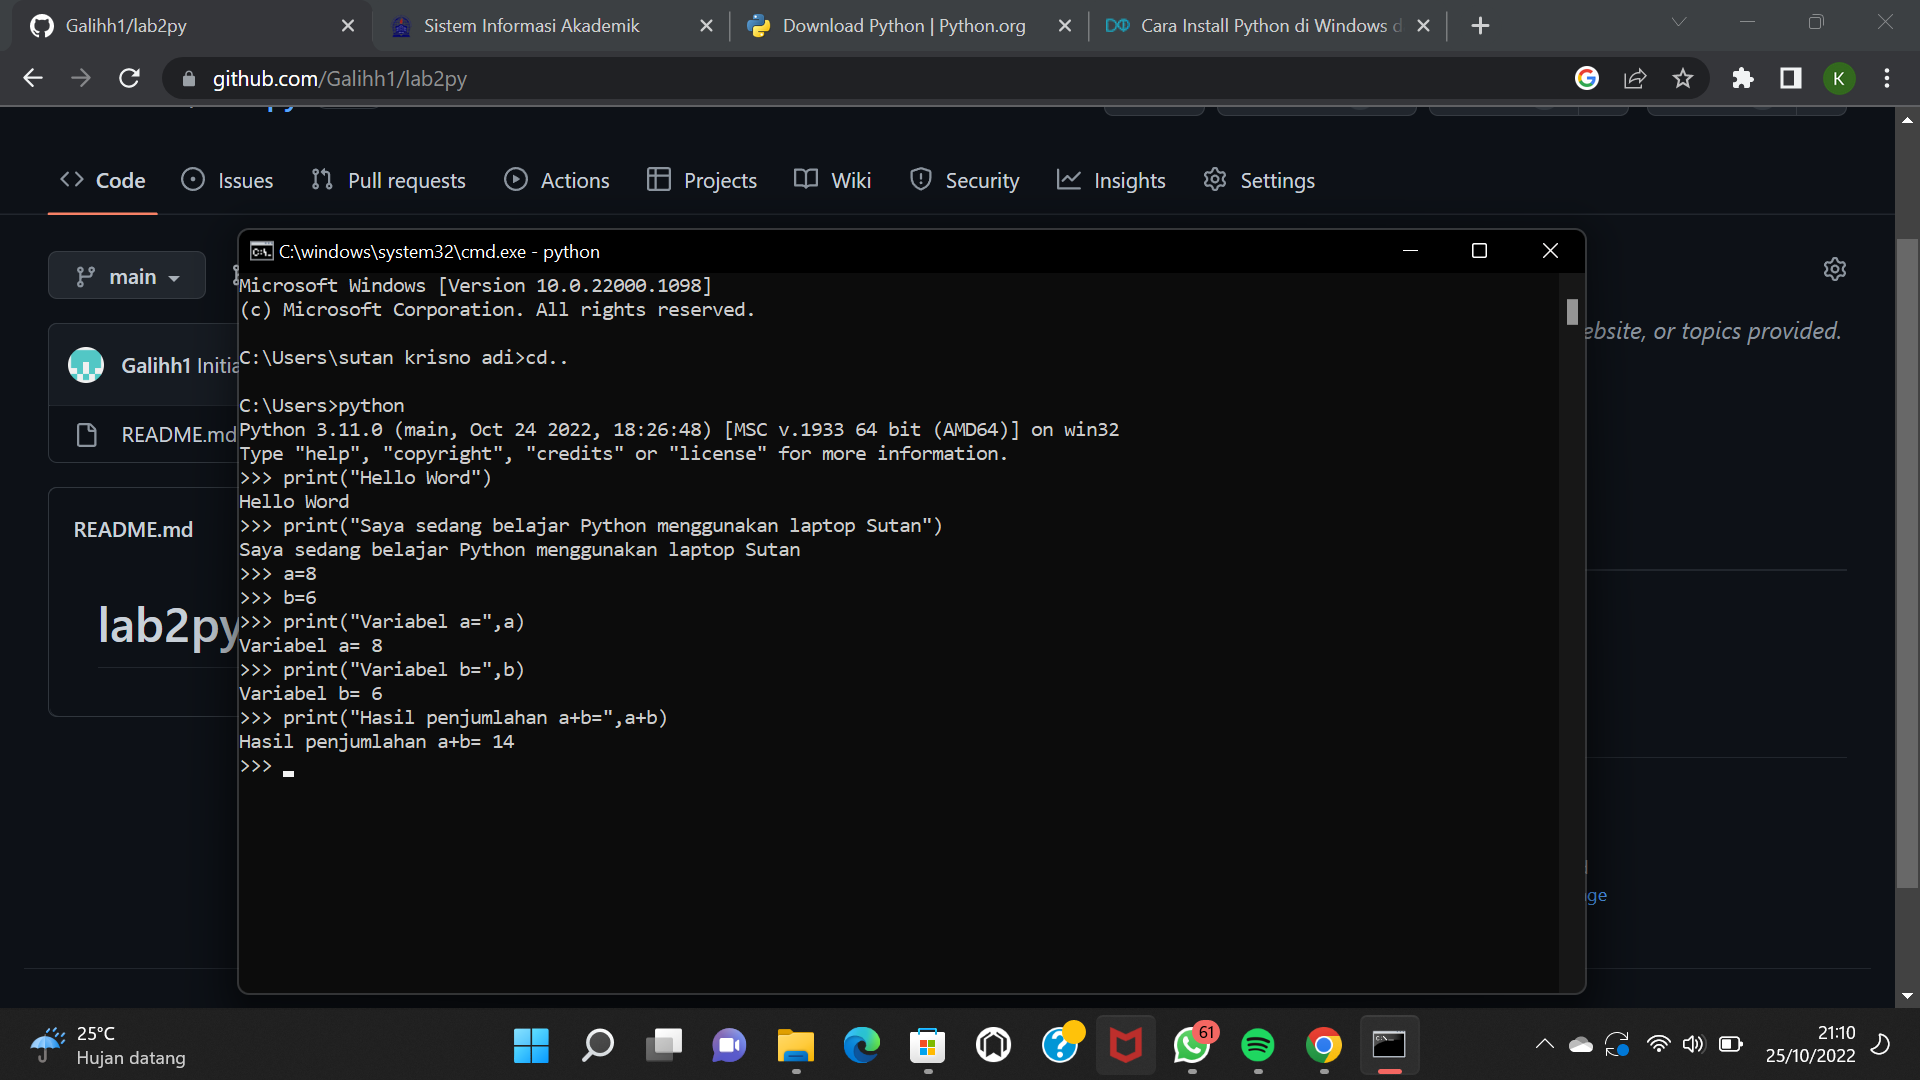 Galihh1/lab2py
Sistem Informasi Akademik
Download Python | Python.org
Cara Install Python di Windows d
github.com/Galihh1/lab2py
K
Code
Issues
Pull requests
Actions
Projects
Wiki
Security
Insights
Settings
main
ebsite, or topics provided.
Galihh1 Initia
README.md
README.md
lab2py
ge
C:\windows\system32\cmd.exe - python
Microsoft Windows [Version 10.0.22000.1098]
(c) Microsoft Corporation. All rights reserved.
C:\Users\sutan krisno adi>cd..
C:\Users>python
Python 3.11.0 (main, Oct 24 2022, 18:26:48) [MSC v.1933 64 bit (AMD64)] on win32
Type "help", "copyright", "credits" or "license" for more information.
>>> print("Hello Word")
Hello Word
>>> print("Saya sedang belajar Python menggunakan laptop Sutan")
Saya sedang belajar Python menggunakan laptop Sutan
>>> a=8
>>> b=6
>>> print("Variabel a=",a)
Variabel a= 8
>>> print("Variabel b=",b)
Variabel b= 6
>>> print("Hasil penjumlahan a+b=",a+b)
Hasil penjumlahan a+b= 14
>>>
25°C
Hujan datang
61
21:10
25/10/2022